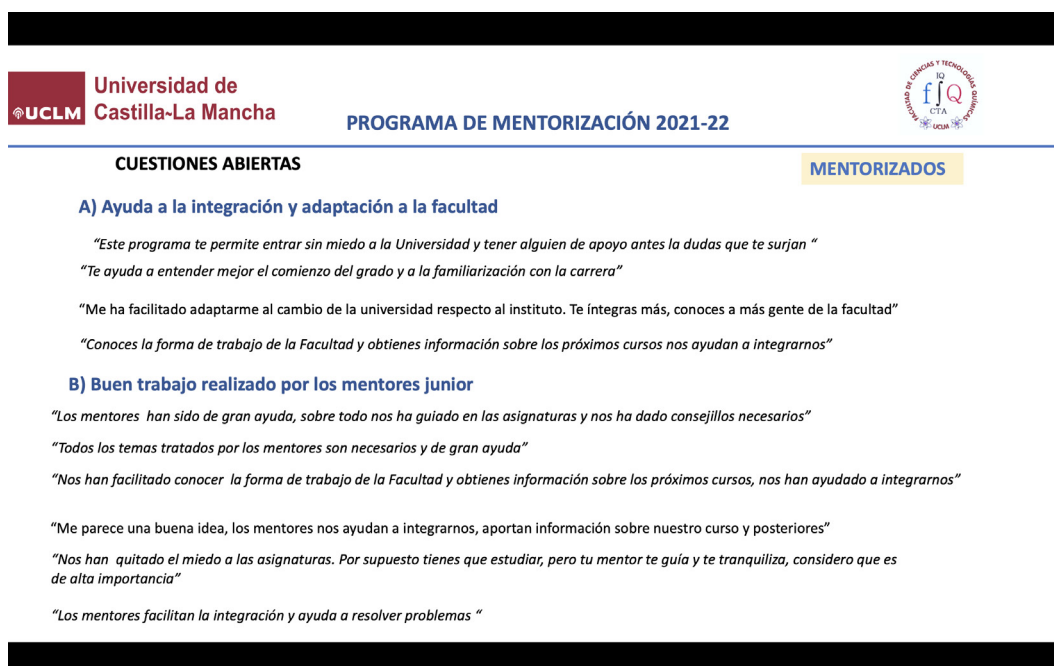 Universidad de
UCLM Castilla~La Mancha
FACULTAD DE CIENCIAS Y TECNOLOGÍAS QUÍMICAS
IQ
f∫Q
CTA
UCLM
PROGRAMA DE MENTORIZACIÓN 2021-22
CUESTIONES ABIERTAS
MENTORIZADOS
A) Ayuda a la integración y adaptación a la facultad
“Este programa te permite entrar sin miedo a la Universidad y tener alguien de apoyo antes la dudas que te surjan “
“Te ayuda a entender mejor el comienzo del grado y a la familiarización con la carrera”
“Me ha facilitado adaptarme al cambio de la universidad respecto al instituto. Te íntegras más, conoces a más gente de la facultad”
“Conoces la forma de trabajo de la Facultad y obtienes información sobre los próximos cursos nos ayudan a integrarnos”
B) Buen trabajo realizado por los mentores junior
“Los mentores han sido de gran ayuda, sobre todo nos ha guiado en las asignaturas y nos ha dado consejillos necesarios”
“Todos los temas tratados por los mentores son necesarios y de gran ayuda”
“Nos han facilitado conocer la forma de trabajo de la Facultad y obtienes información sobre los próximos cursos, nos han ayudado a integrarnos”
“Me parece una buena idea, los mentores nos ayudan a integrarnos, aportan información sobre nuestro curso y posteriores”
“Nos han quitado el miedo a las asignaturas. Por supuesto tienes que estudiar, pero tu mentor te guía y te tranquiliza, considero que es
de alta importancia”
“Los mentores facilitan la integración y ayuda a resolver problemas “